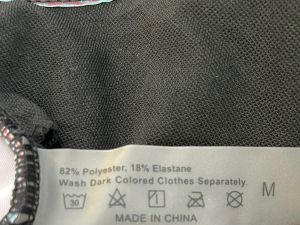 82% Polyester, 18% Elastane
Wash Dark Colored Clothes Separately.
30
M
MADE IN CHINA